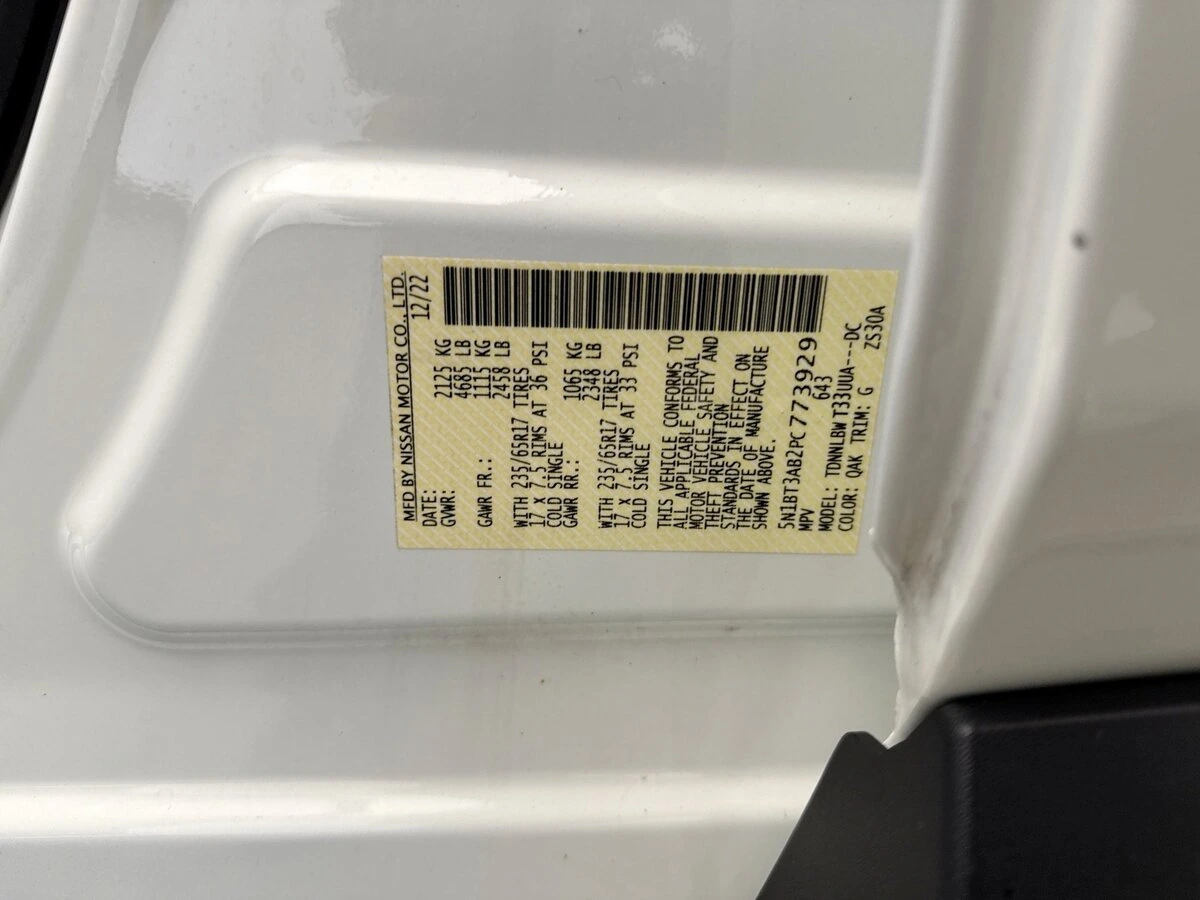 MFD BY NISSAN MOTOR CO., LTD.
DATE: 12/22
GVWR: 2125 KG
4685 LB
GAWR FR.: 1115 KG
2458 LB
WITH 235/65R17 TIRES
17 X 7.5 RIMS AT 36 PSI
COLD SINGLE
GAWR RR.: 1065 KG
2348 LB
WITH 235/65R17 TIRES
17 X 7.5 RIMS AT 33 PSI
COLD SINGLE
THIS VEHICLE CONFORMS TO
ALL APPLICABLE FEDERAL
MOTOR VEHICLE SAFETY AND
THEFT PREVENTION
STANDARDS IN EFFECT ON
THE DATE OF MANUFACTURE
SHOWN ABOVE.
5N1BT3AB2PC773929
MPV 643
MODEL: TDNNLBW T33UUA----DC
COLOR: QAK TRIM: G ZS30A